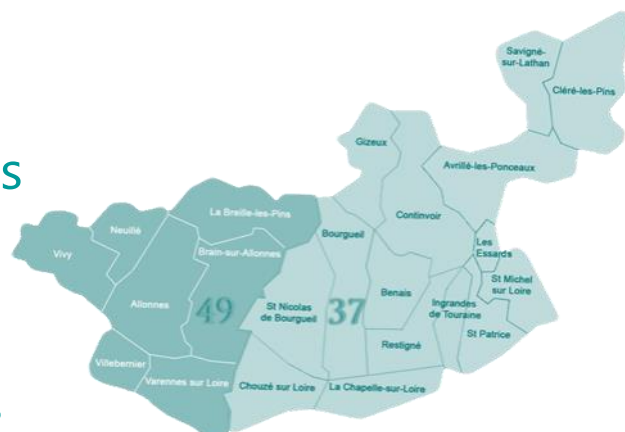 Savigné-
sur-Lathan
Cléré-les-Pins
Gizeux
Avrillé-les-Ponceaux
s
La Breille-les-Pins
Continvoir
Neuillé
Bourgueil
Vivy
Brain-sur-Allonnes
Les
Essards
St Michel
sur Loire
Benais
Allonnes
49
St Nicolas
de Bourgueil
37
Ingrandes
de Touraine
St Patrice
Restigné
Villebernier
Varennes sur Loire
Chouzé sur Loire
La Chapelle-sur-Loire